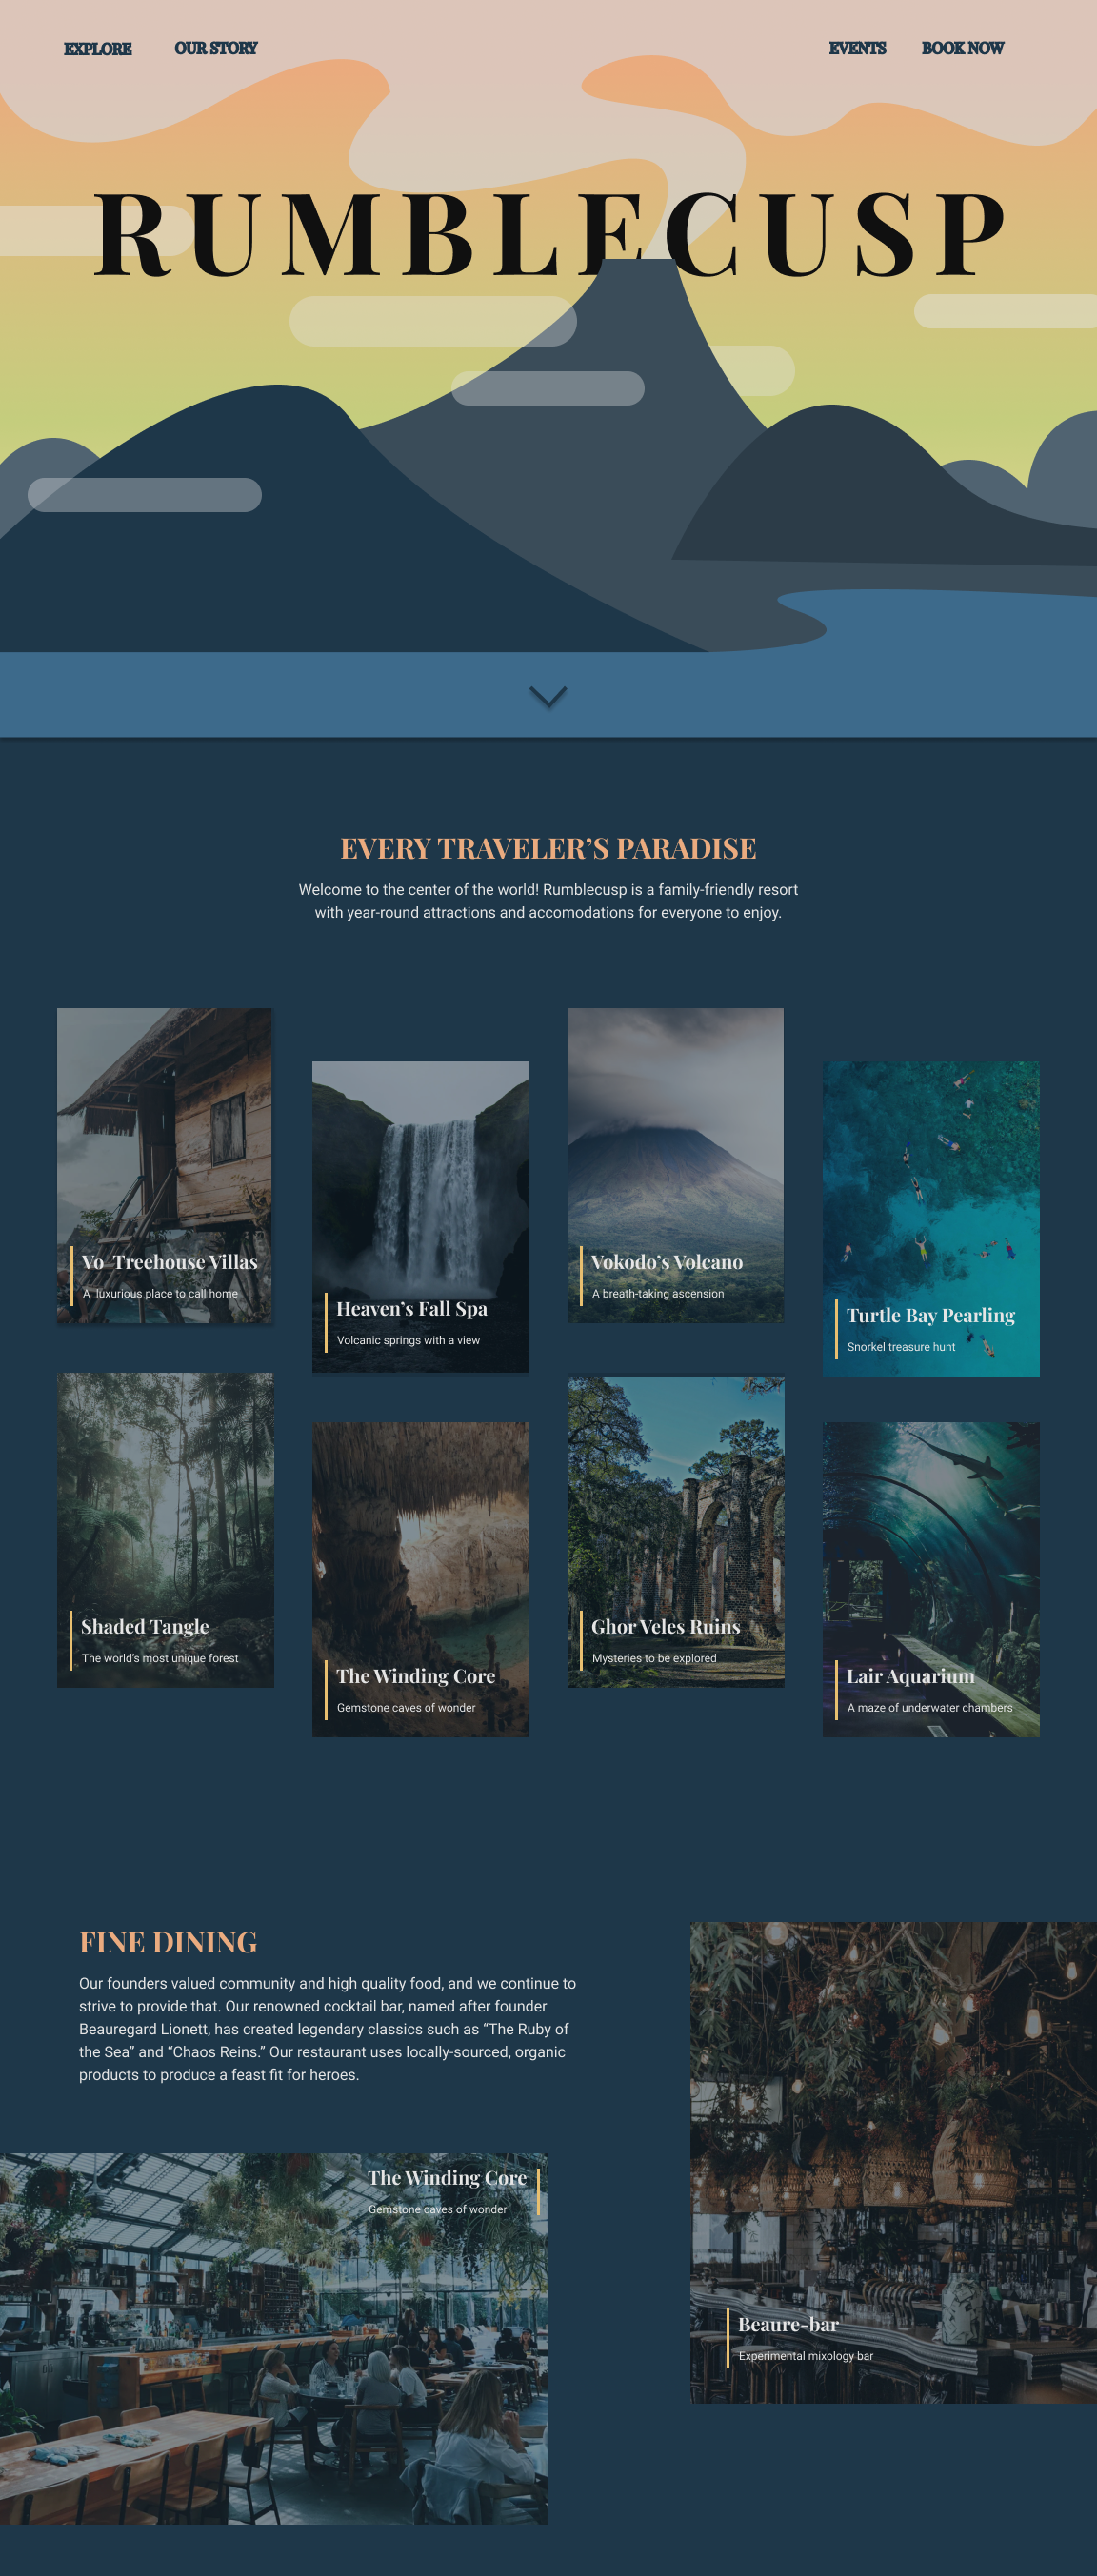 EXPLORE
OUR STORY
EVENTS
BOOK NOW
RUMBLECUSP
EVERY TRAVELER’S PARADISE
Welcome to the center of the world! Rumblecusp is a family-friendly resort
with year-round attractions and accomodations for everyone to enjoy.
Vo Treehouse Villas
A luxurious place to call home
Heaven’s Fall Spa
Volcanic springs with a view
Vokodo’s Volcano
A breath-taking ascension
Turtle Bay Pearling
Snorkel treasure hunt
Shaded Tangle
The world’s most unique forest
The Winding Core
Gemstone caves of wonder
Ghor Veles Ruins
Mysteries to be explored
Lair Aquarium
A maze of underwater chambers
FINE DINING
Our founders valued community and high quality food, and we continue to
strive to provide that. Our renowned cocktail bar, named after founder
Beauregard Lionett, has created legendary classics such as “The Ruby of
the Sea” and “Chaos Reins.” Our restaurant uses locally-sourced, organic
products to produce a feast fit for heroes.
The Winding Core
Gemstone caves of wonder
Beaure-bar
Experimental mixology bar